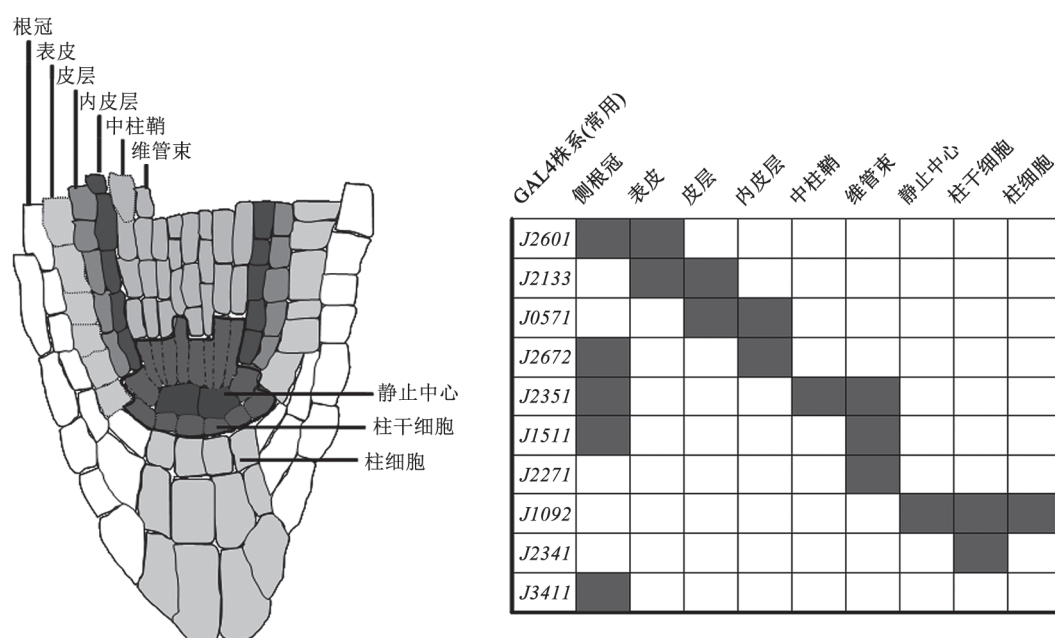 根冠
表皮
皮层
内皮层
中柱鞘
维管束
静止中心
柱干细胞
柱细胞
GAL4株系(常用)
侧根冠
表皮
皮层
内皮层
中柱鞘
维管束
静止中心
柱干细胞
柱细胞
J2601
J2133
J0571
J2672
J2351
J1511
J2271
J1092
J2341
J3411